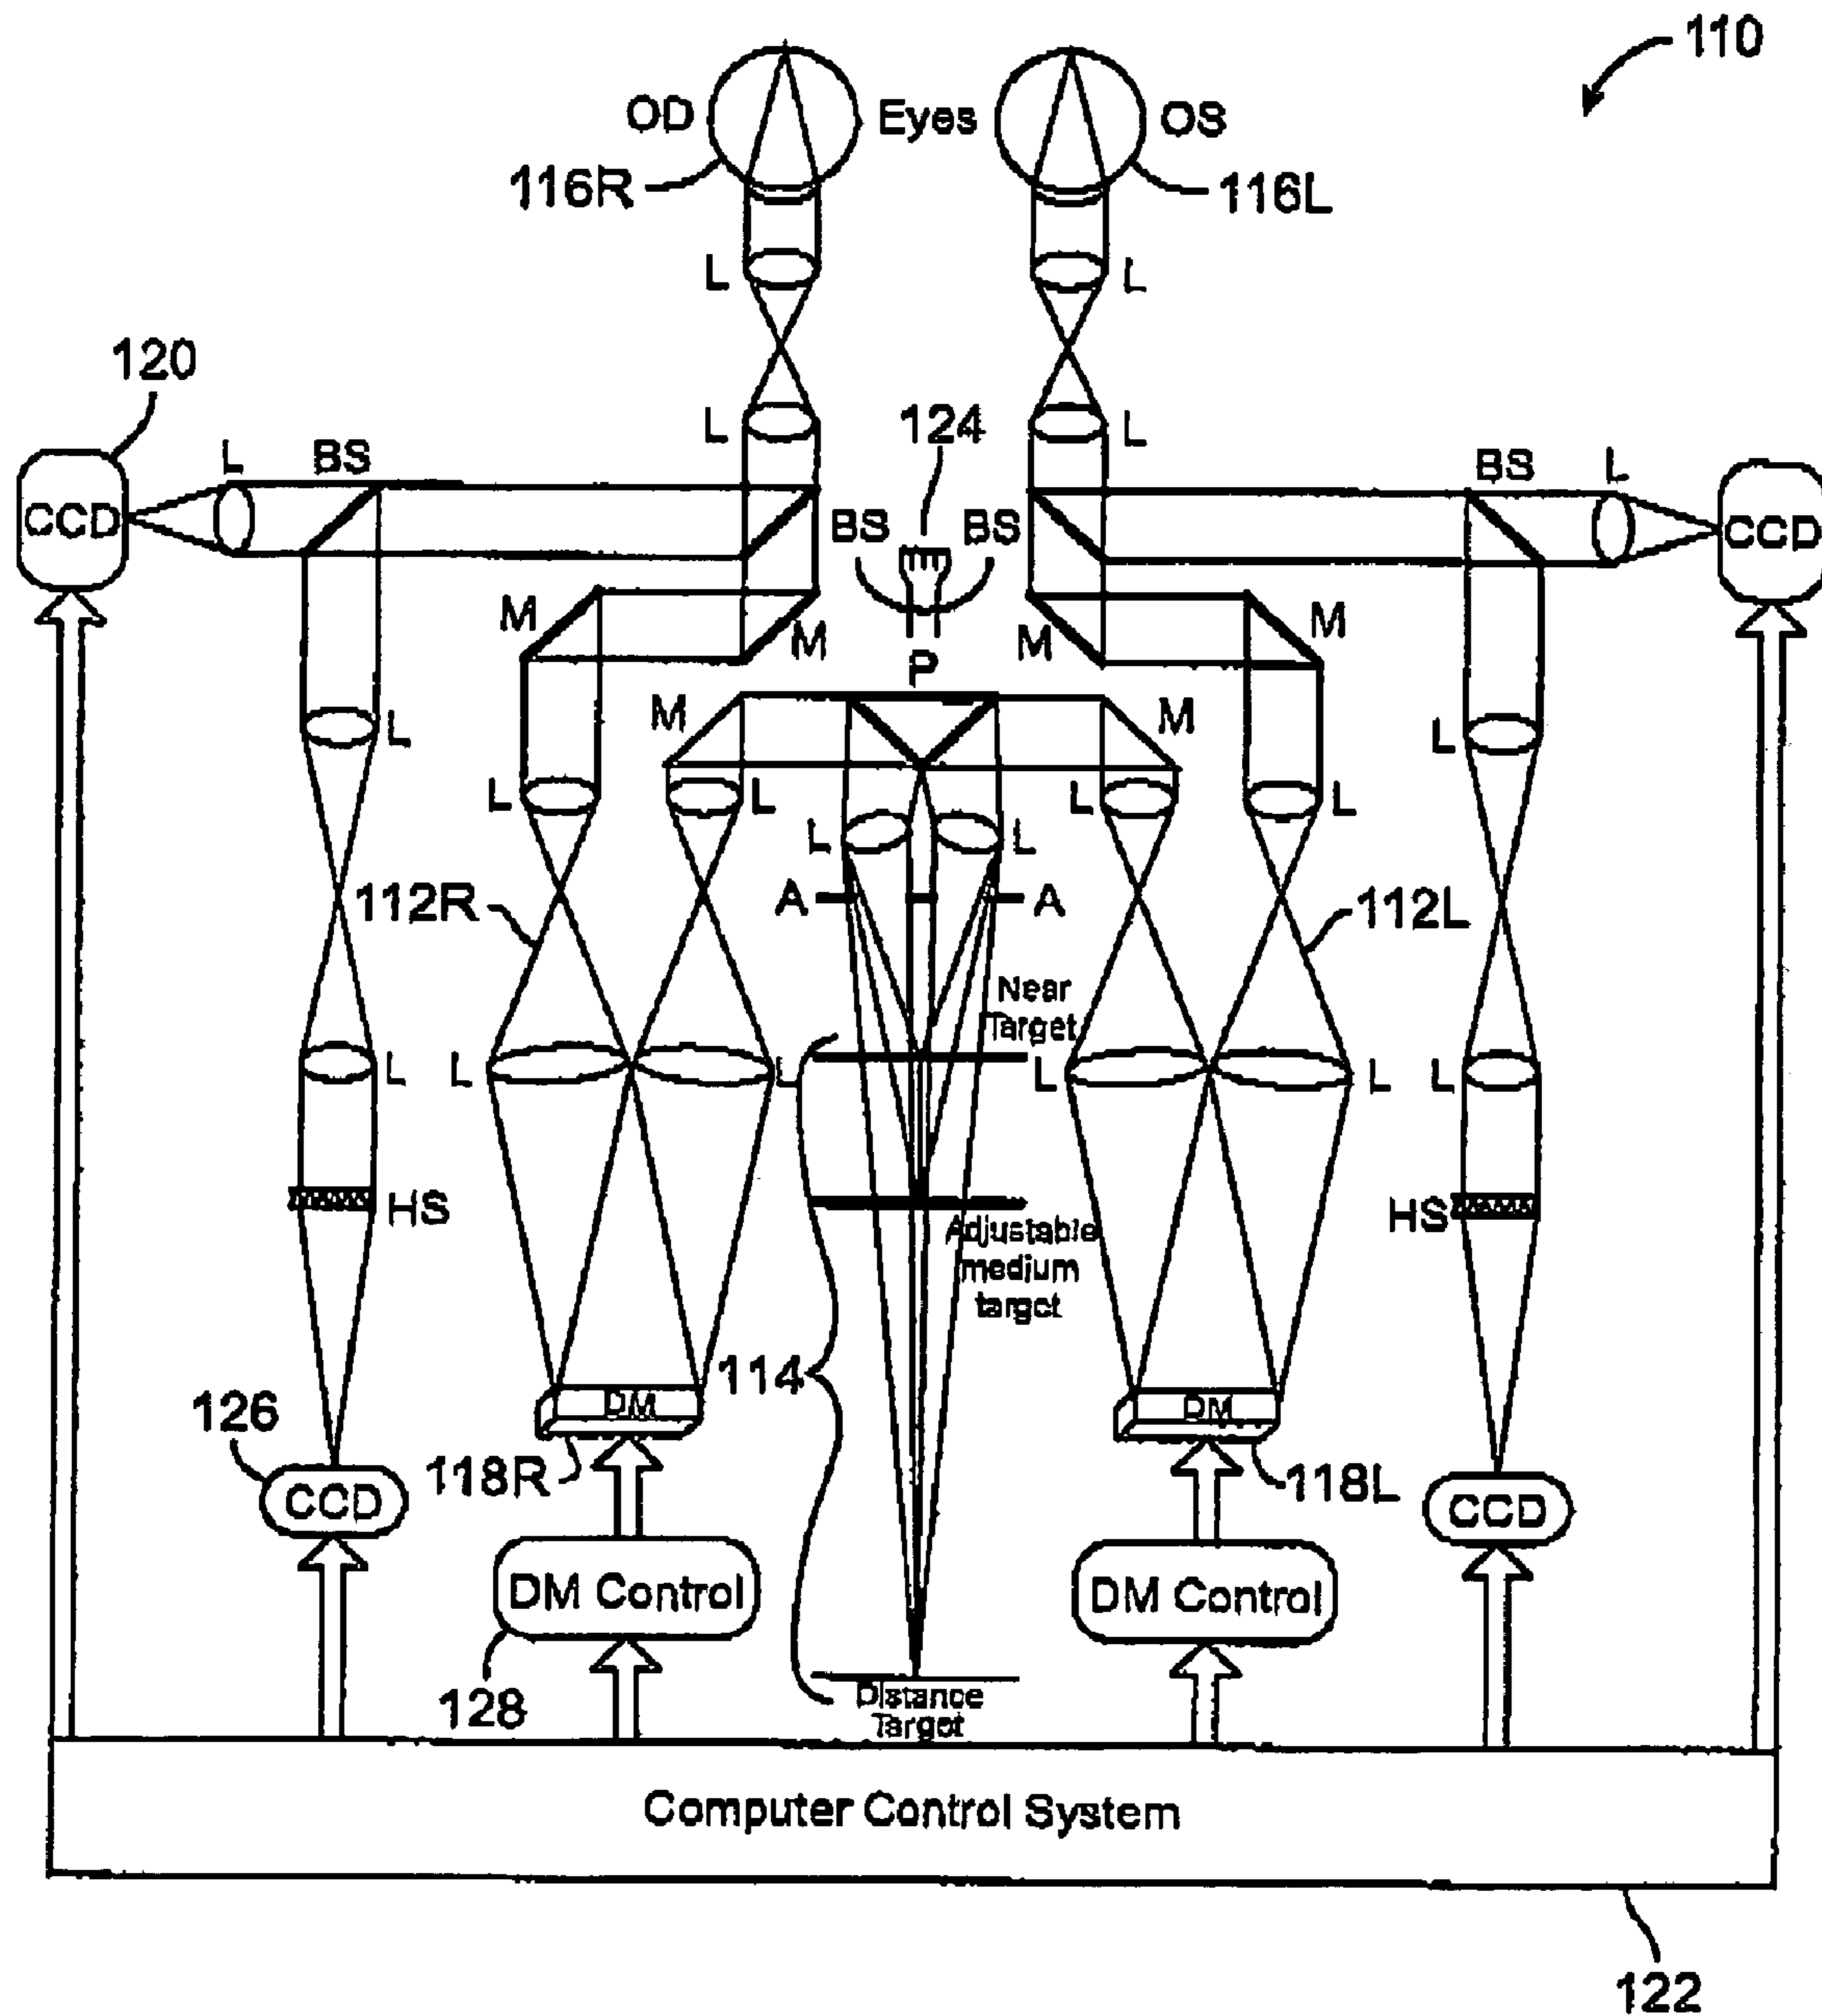 110
OD Eyes OS
116R 116L
L L
120 L 124 L
L BS BS L
CCD BS BS CCD
M M P M M
M M
L L
L L L L
L L
112R A A 112L
Near
Target
L L L L L L
HS HS
Adjustable
medium
target
114
DM DM
126 118R 118L
CCD CCD
DM Control DM Control
128
Distance
Target
Computer Control System
122